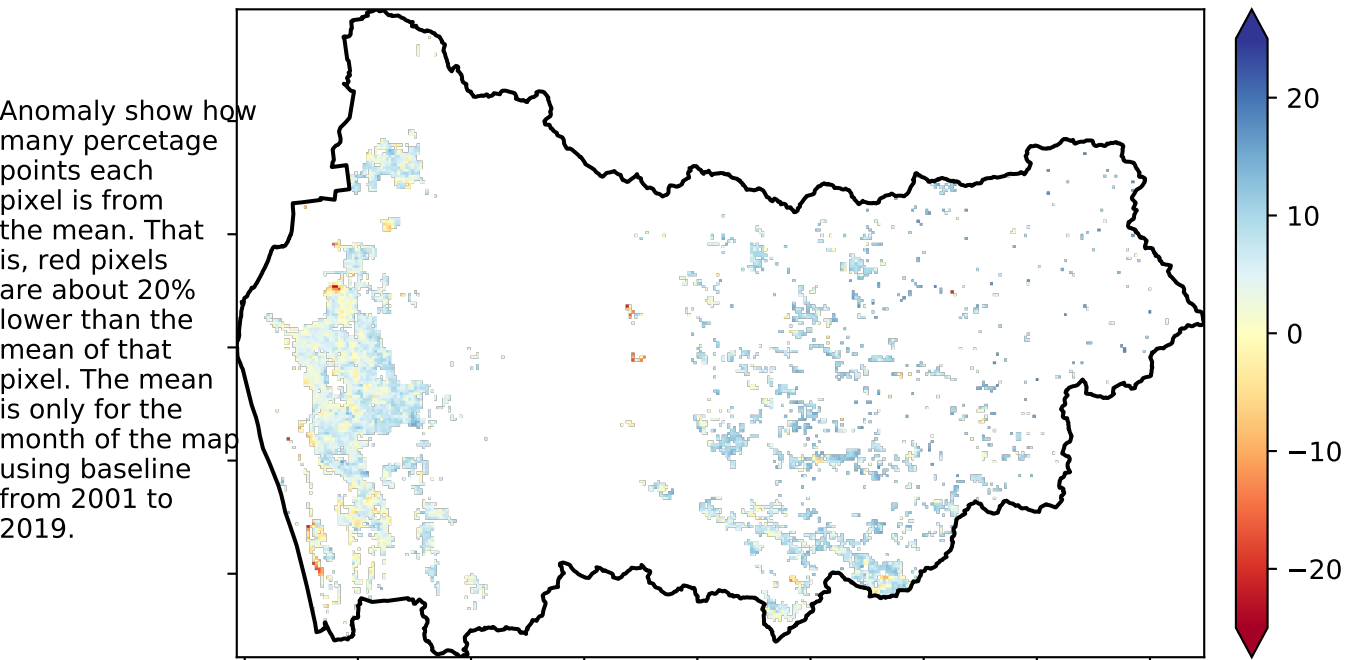 Anomaly show how
many percetage
points each
pixel is from
the mean. That
is, red pixels
are about 20%
lower than the
mean of that
pixel. The mean
is only for the
month of the map
using baseline
from 2001 to
2019.
20
10
0
−10
−20